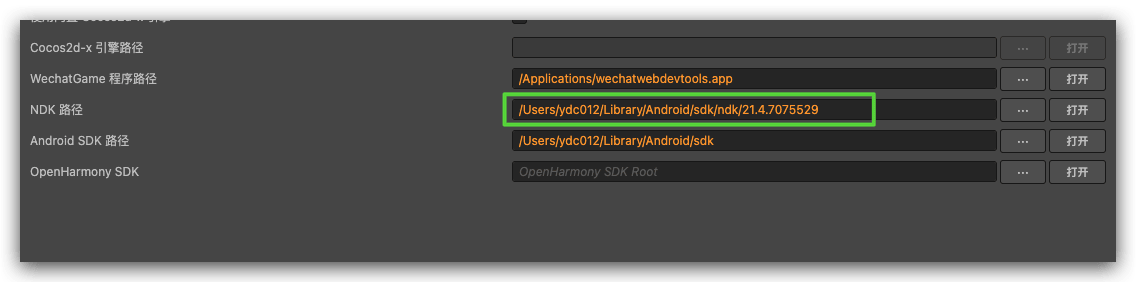 Cocos2d-x 引擎路径
··· 打开
WechatGame 程序路径 /Applications/wechatwebdevtools.app ··· 打开
NDK 路径 /Users/ydc012/Library/Android/sdk/ndk/21.4.7075529 ··· 打开
Android SDK 路径 /Users/ydc012/Library/Android/sdk ··· 打开
OpenHarmony SDK OpenHarmony SDK Root ··· 打开